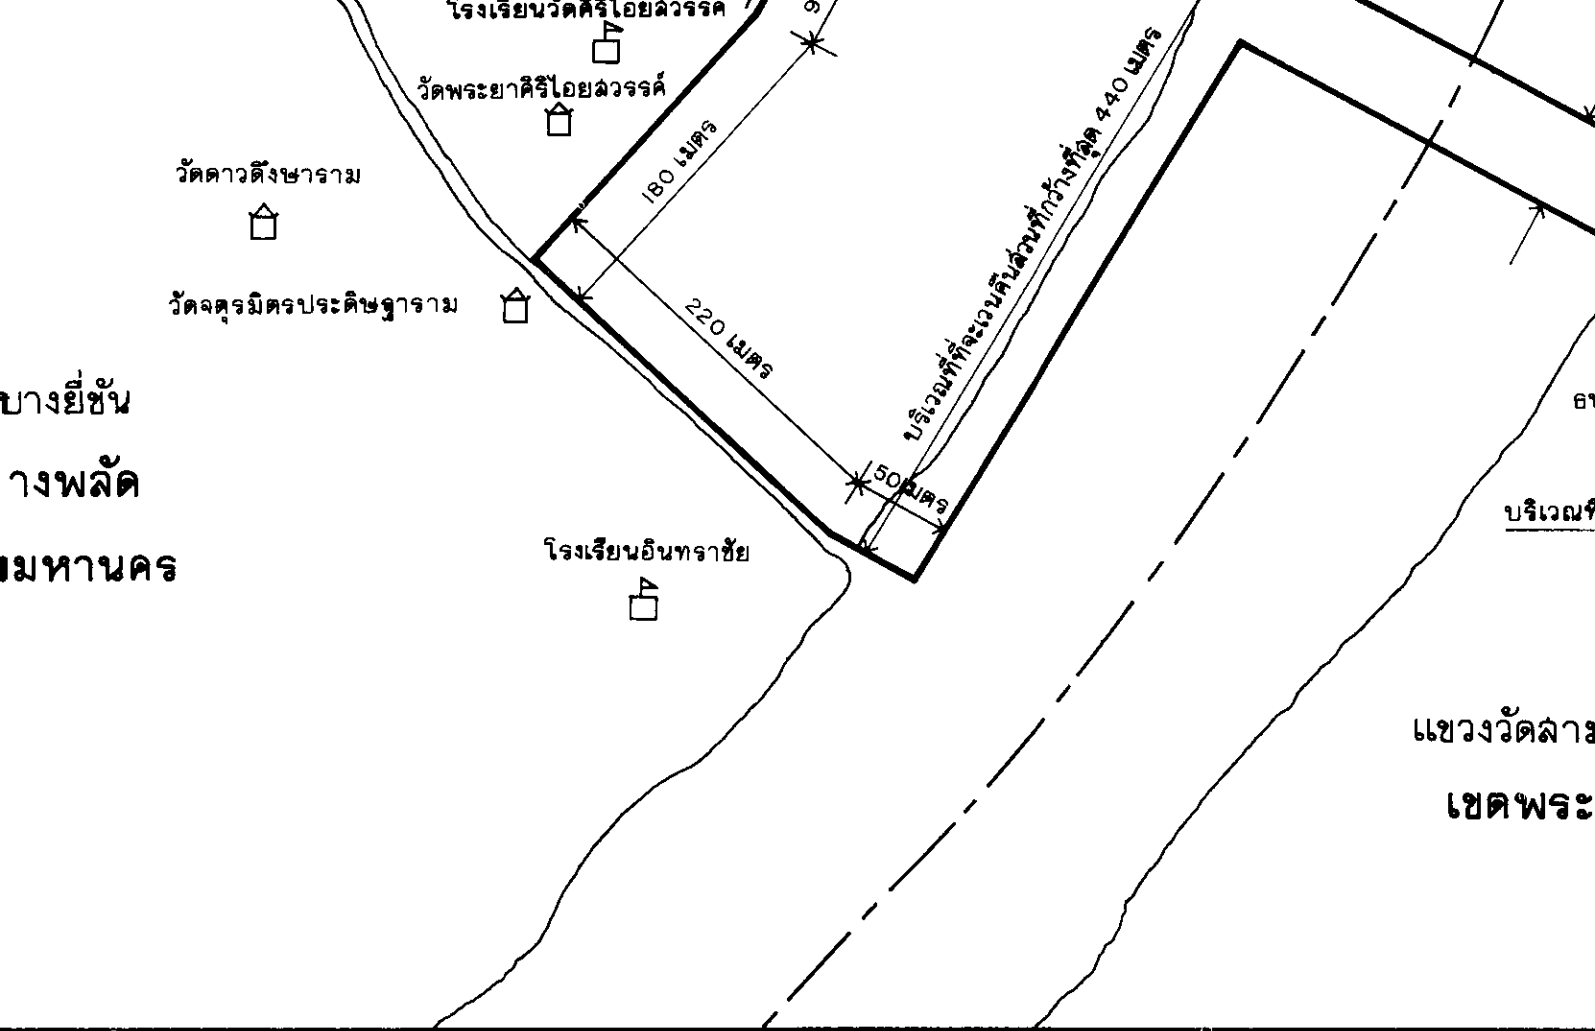 โรงเรียนวัดคิรีไอยสวรรค์
วัดพระยาศิริไอยสวรรค์
180 เมตร
วัดดาวดึงษาราม
วัดจตุรมิตรประดิษฐาราม
220 เมตร
บริเวณที่ที่จะเวนคืนส่วนที่กว้างที่สุด 440 เมตร
50 เมตร
บางยี่ขัน
างพลัด
มหานคร
โรงเรียนอินทราชัย
บริเวณที่
แขวงวัดสาม
เขตพระ